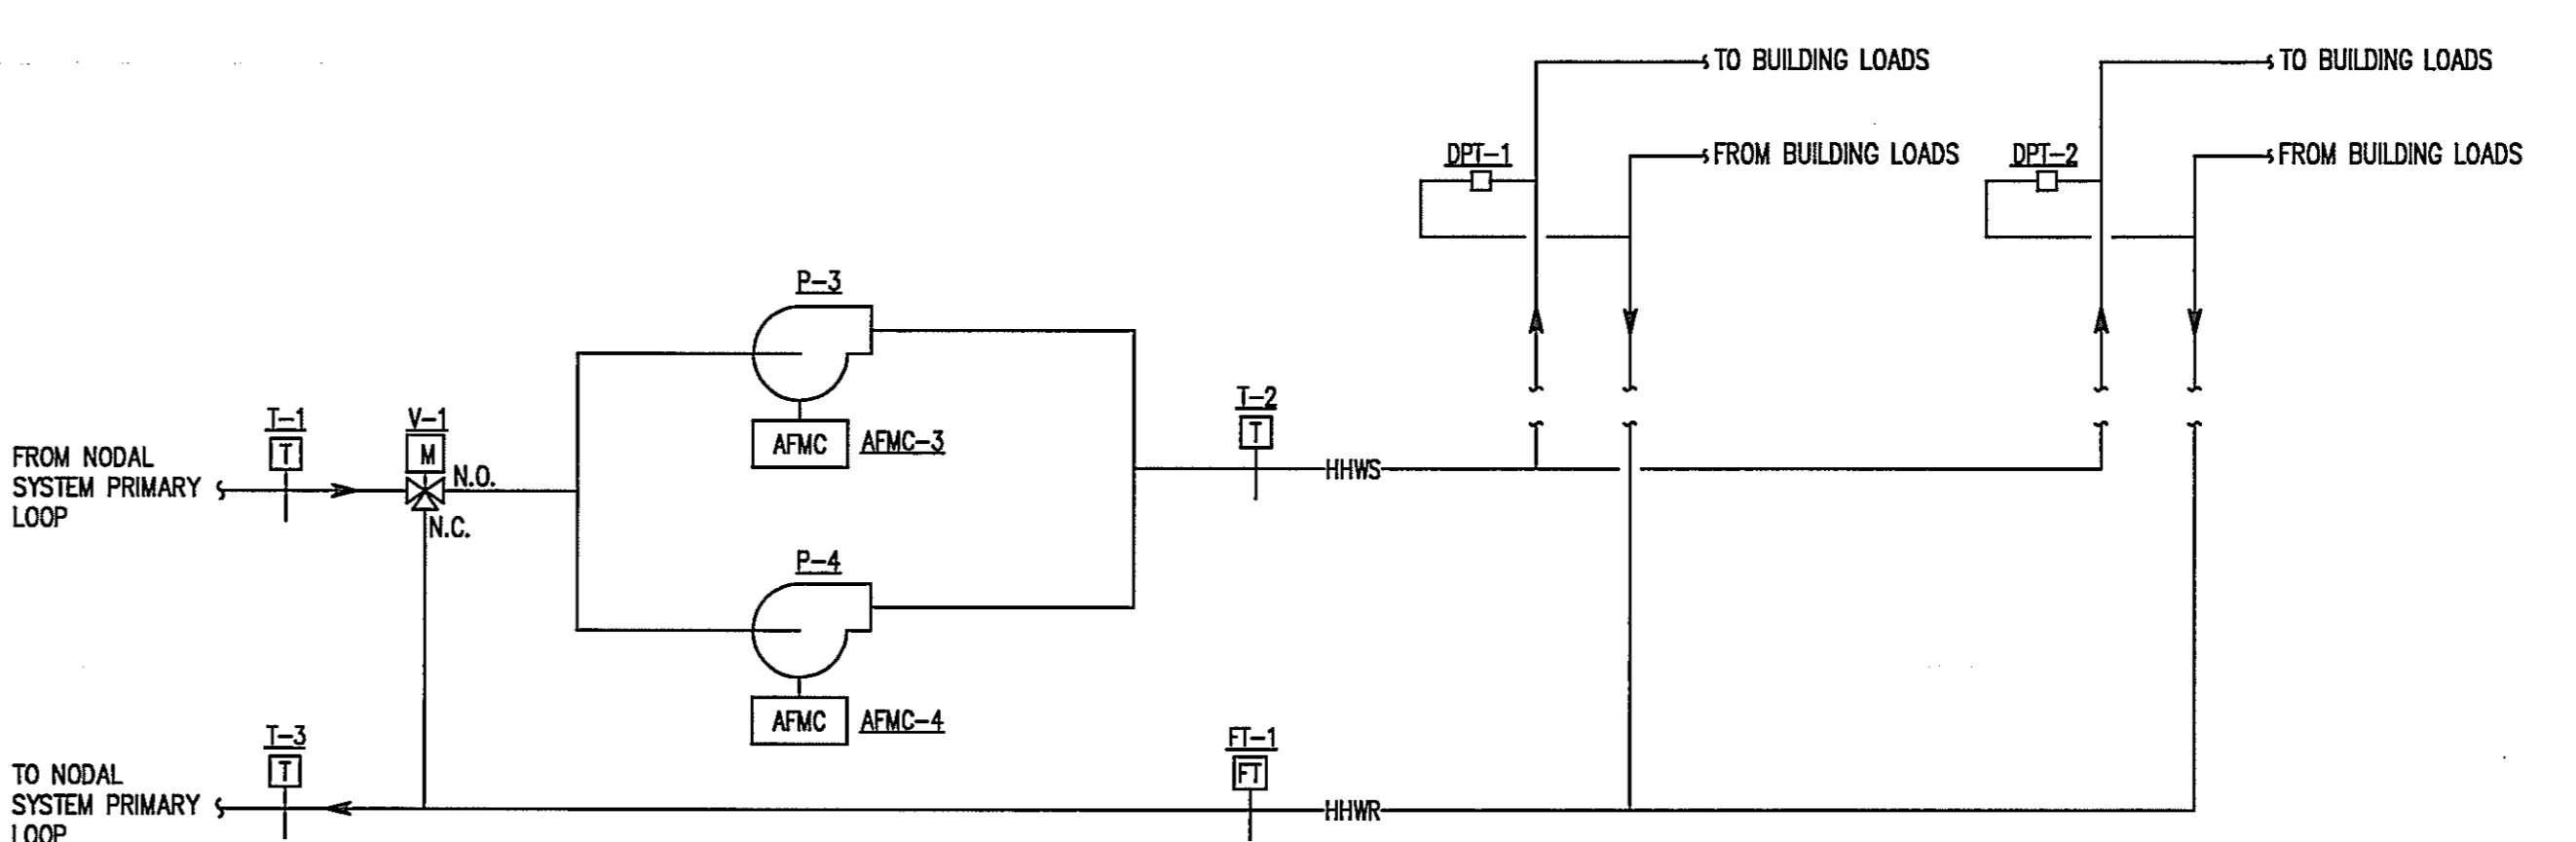 TO BUILDING LOADS
TO BUILDING LOADS
DPT-1
FROM BUILDING LOADS
DPT-2
FROM BUILDING LOADS
P-3
T-1
T
V-1
M
N.O.
N.C.
AFMC
AFMC-3
T-2
T
FROM NODAL
SYSTEM PRIMARY
LOOP
HHWS
P-4
AFMC
AFMC-4
T-3
T
FT-1
FT
TO NODAL
SYSTEM PRIMARY
LOOP
HHWR